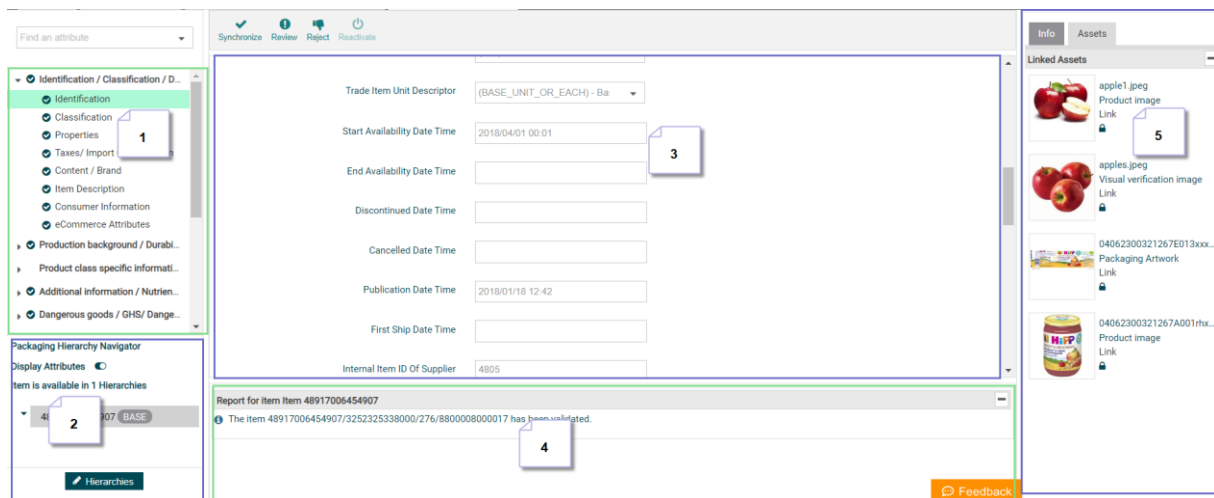 Find an attribute
Identification / Classification / D...
Identification
Classification
Properties
Taxes/ Import
Content / Brand
Item Description
Consumer Information
eCommerce Attributes
Production background / Durabi...
Product class specific informati...
Additional information / Nutrien...
Dangerous goods / GHS/ Dange...
1
Packaging Hierarchy Navigator
Display Attributes
Item is available in 1 Hierarchies
907 BASE
2
Hierarchies
Synchronize Review Reject Reactivate
Trade Item Unit Descriptor (BASE_UNIT_OR_EACH) - Ba
Start Availability Date Time 2018/04/01 00:01
3
End Availability Date Time
Discontinued Date Time
Cancelled Date Time
Publication Date Time 2018/01/18 12:42
First Ship Date Time
Internal Item ID Of Supplier 4805
Report for item Item 48917006454907
The item 48917006454907/3252325338000/276/8800008000017 has been validated.
4
Feedback
Info Assets
Linked Assets
apple1.jpeg
Product image
Link
5
apples.jpeg
Visual verification image
Link
04062300321267E013xxx...
Packaging Artwork
Link
04062300321267A001rhx...
Product image
Link
HiPP